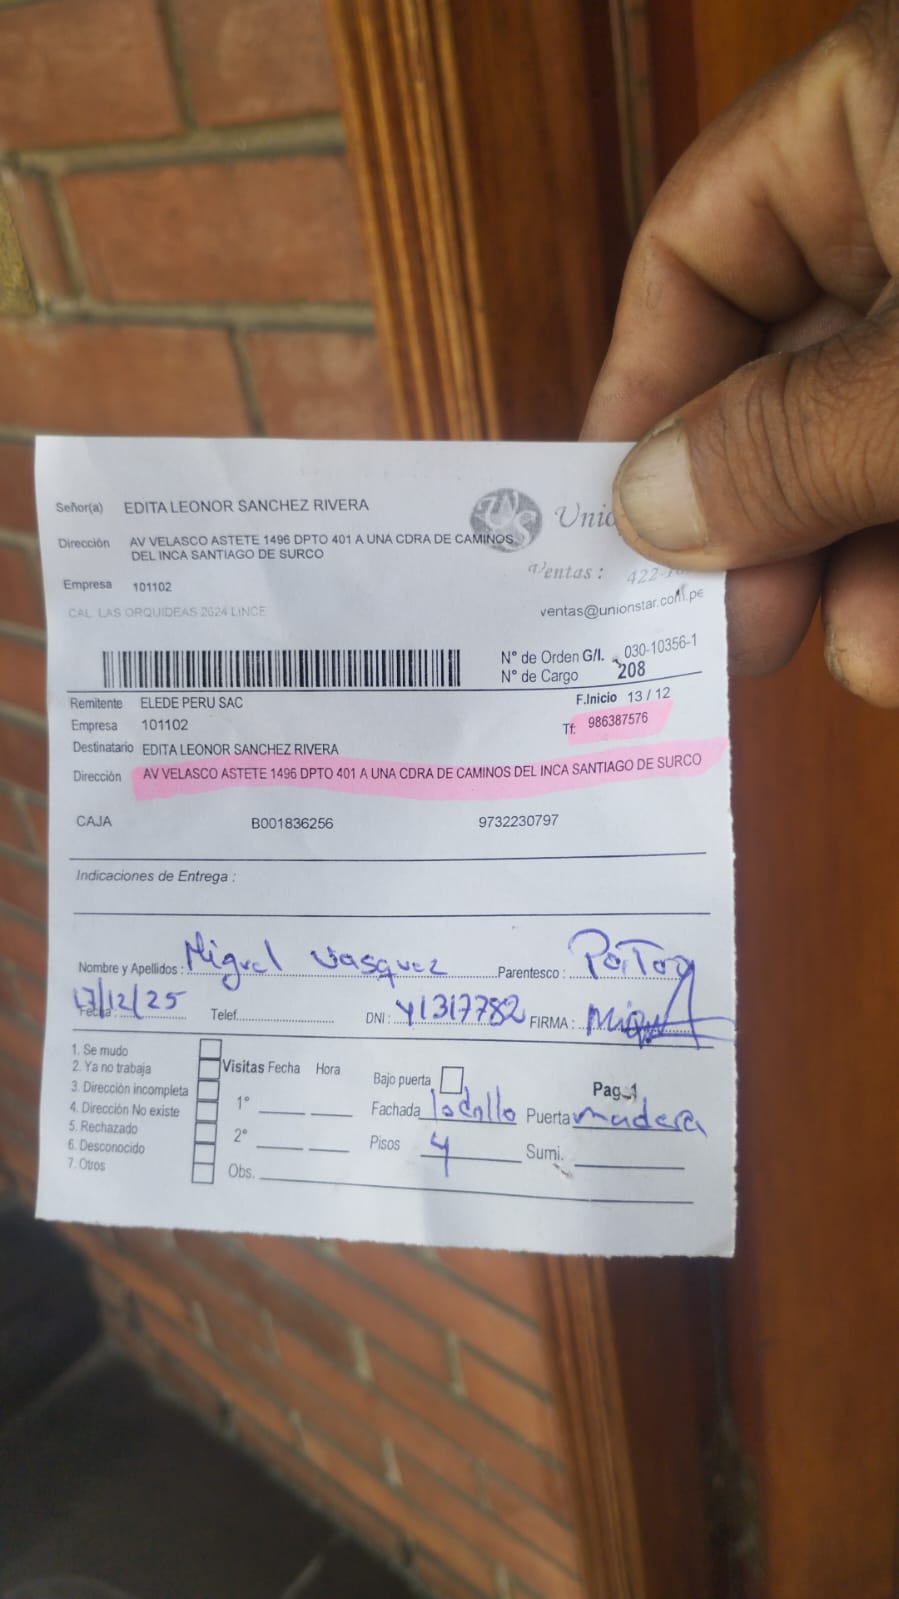 Señor(a) EDITA LEONOR SANCHEZ RIVERA
Dirección AV VELASCO ASTETE 1496 DPTO 401 A UNA CDRA DE CAMINOS
DEL INCA SANTIAGO DE SURCO
Empresa 101102
CAL LAS ORQUIDEAS 2024 LINCE
Ventas : 422-
ventas@unionstar.com.pe
N° de Orden G/I. 030-10356-1
N° de Cargo 208
Remitente ELEDE PERU SAC F.Inicio 13 / 12
Empresa 101102 Tf: 986387576
Destinatario EDITA LEONOR SANCHEZ RIVERA
Dirección AV VELASCO ASTETE 1496 DPTO 401 A UNA CDRA DE CAMINOS DEL INCA SANTIAGO DE SURCO
CAJA B001836256 9732230797
Indicaciones de Entrega :
Nombre y Apellidos : Miguel Vasquez Parentesco :
Fecha : 17/12/25 Telef. DNI : 41317782 FIRMA : Miguel
1. Se mudo
2. Ya no trabaja
3. Dirección incompleta
4. Dirección No existe
5. Rechazado
6. Desconocido
7. Otros
Visitas Fecha Hora
1°
2°
Obs.
Bajo puerta Pag. 1
Fachada ladrillo Puerta madera
Pisos 4 Sumi.